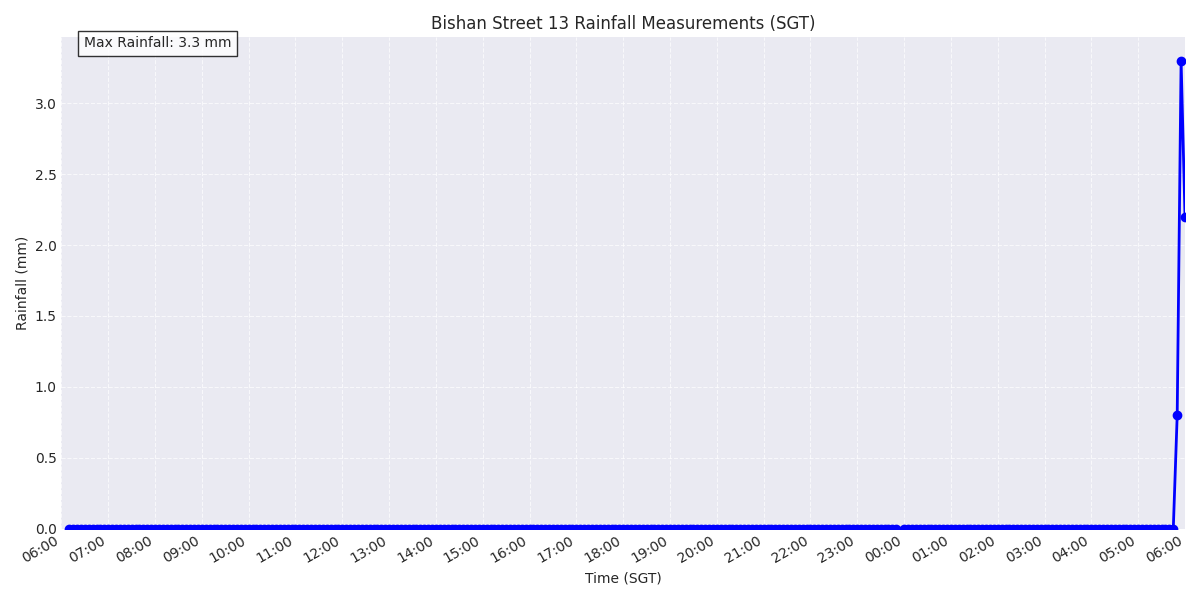 Bishan Street 13 Rainfall Measurements (SGT)
Max Rainfall: 3.3 mm
Rainfall (mm)
3.0
2.5
2.0
1.5
1.0
0.5
0.0
06:00 07:00 08:00 09:00 10:00 11:00 12:00 13:00 14:00 15:00 16:00 17:00 18:00 19:00 20:00 21:00 22:00 23:00 00:00 01:00 02:00 03:00 04:00 05:00 06:00
Time (SGT)